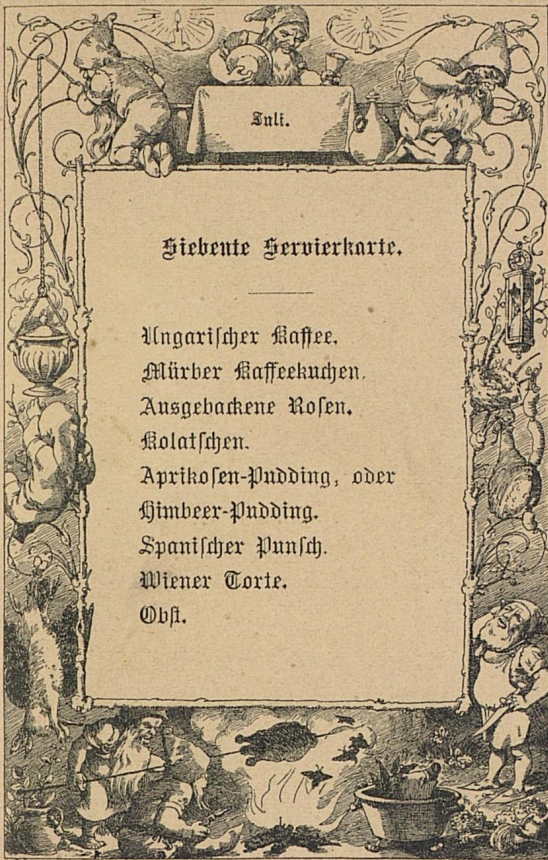 Juli.
Siebente Servierkarte.
Ungarischer Kaffee.
Mürber Kaffeekuchen.
Ausgebackene Rosen.
Kolatschen.
Aprikosen-Pudding, oder
Himbeer-Pudding.
Spanischer Punsch.
Wiener Torte.
Obst.